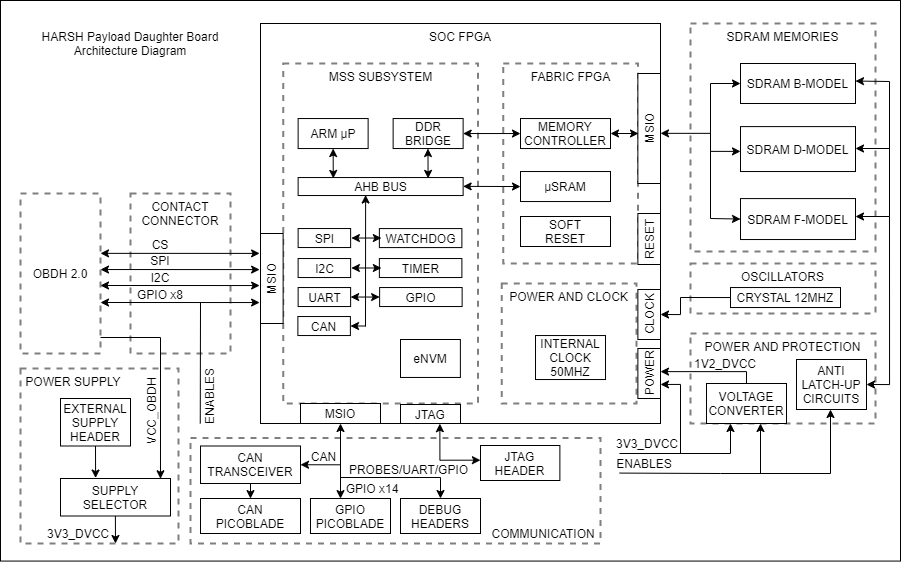 HARSH Payload Daughter Board
Architecture Diagram
SOC FPGA
MSS SUBSYSTEM
ARM µP
DDR
BRIDGE
AHB BUS
SPI
WATCHDOG
I2C
TIMER
UART
GPIO
CAN
eNVM
FABRIC FPGA
MEMORY
CONTROLLER
µSRAM
SOFT
RESET
MSIO
RESET
POWER AND CLOCK
INTERNAL
CLOCK
50MHZ
CLOCK
POWER
MSIO
MSIO
JTAG
SDRAM MEMORIES
SDRAM B-MODEL
SDRAM D-MODEL
SDRAM F-MODEL
OSCILLATORS
CRYSTAL 12MHZ
POWER AND PROTECTION
1V2_DVCC
VOLTAGE
CONVERTER
ANTI
LATCH-UP
CIRCUITS
3V3_DVCC
ENABLES
OBDH 2.0
CONTACT
CONNECTOR
CS
SPI
I2C
GPIO x8
ENABLES
VCC_OBDH
POWER SUPPLY
EXTERNAL
SUPPLY
HEADER
SUPPLY
SELECTOR
3V3_DVCC
CAN
TRANSCEIVER
CAN
PROBES/UART/GPIO
JTAG
HEADER
GPIO x14
CAN
PICOBLADE
GPIO
PICOBLADE
DEBUG
HEADERS
COMMUNICATION